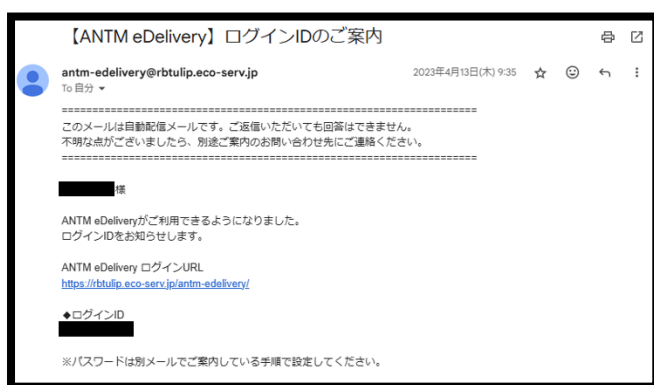 【ANTM eDelivery】ログインIDのご案内
antm-edelivery@rbtulip.eco-serv.jp 2023年4月13日(木) 9:35
To 自分
====================================================================
このメールは自動配信メールです。ご返信いただいても回答はできません。
不明な点がございましたら、別途ご案内のお問い合わせ先にご連絡ください。
====================================================================
様
ANTM eDeliveryがご利用できるようになりました。
ログインIDをお知らせします。
ANTM eDelivery ログインURL
https://rbtulip.eco-serv.jp/antm-edelivery/
◆ログインID
※パスワードは別メールでご案内している手順で設定してください。